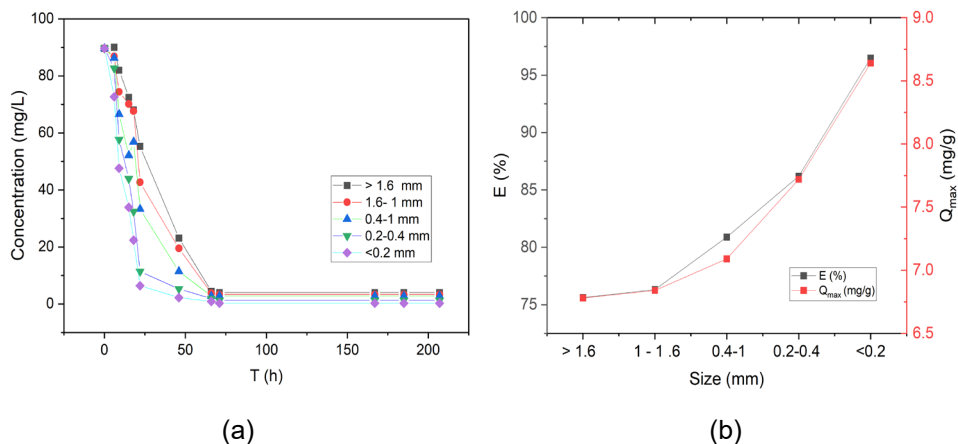 (a)
Concentration (mg/L)
100
80
60
40
20
0
> 1.6 mm
1.6- 1 mm
0.4-1 mm
0.2-0.4 mm
<0.2 mm
0 50 100 150 200
T (h)
(a)
(b)
E (%)
100
95
90
85
80
75
9.0
8.5
8.0
7.5
7.0
6.5
Qmax (mg/g)
E (%)
Qmax (mg/g)
> 1.6 1 - 1 .6 0.4-1 0.2-0.4 <0.2
Size (mm)
(b)